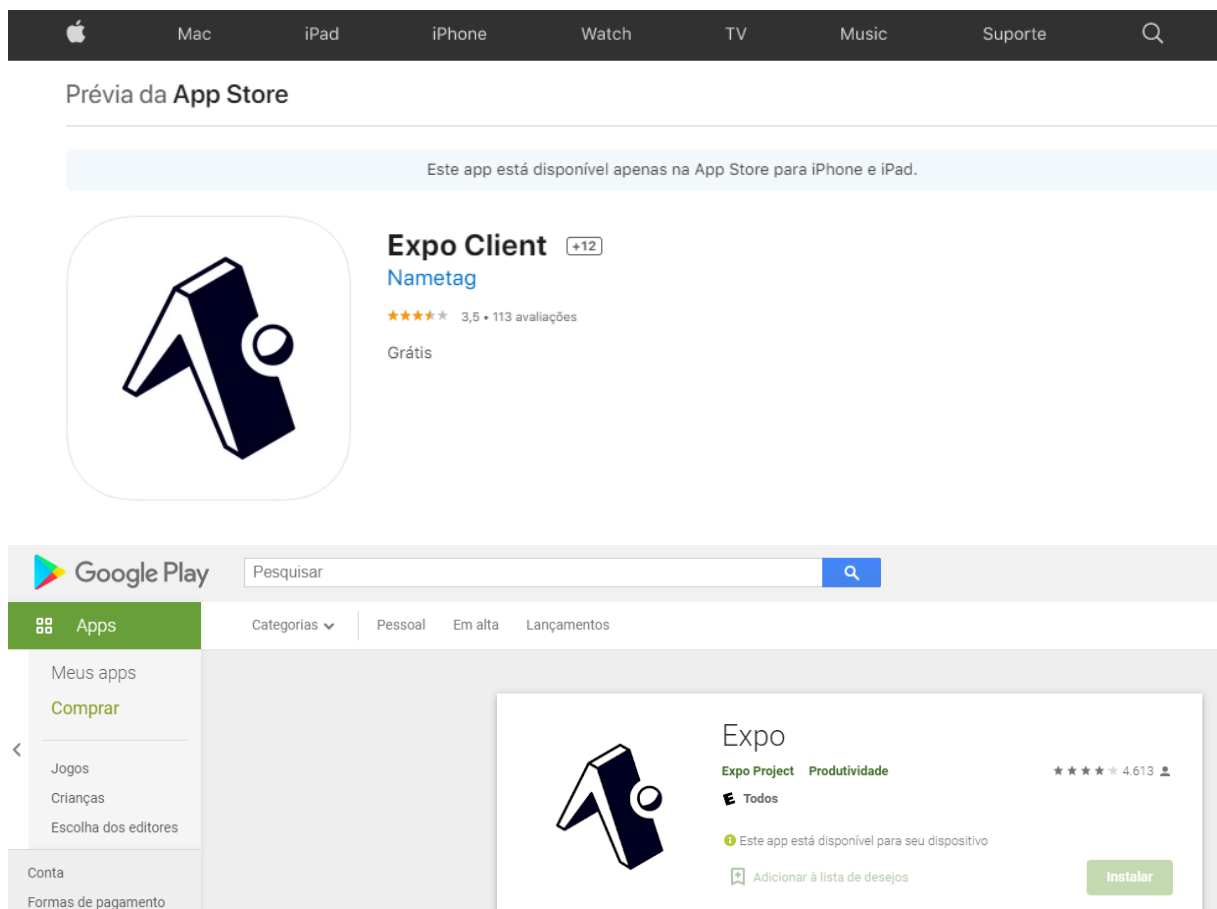 Mac iPad iPhone Watch TV Music Suporte
Prévia da App Store
Este app está disponível apenas na App Store para iPhone e iPad.
Expo Client +12
Nametag
3,5 • 113 avaliações
Grátis
Google Play Pesquisar
Apps Categorias Pessoal Em alta Lançamentos
Meus apps
Comprar
Jogos
Crianças
Escolha dos editores
Conta
Formas de pagamento
Expo
Expo Project Produtividade 4.613
E Todos
Este app está disponível para seu dispositivo
Adicionar à lista de desejos Instalar